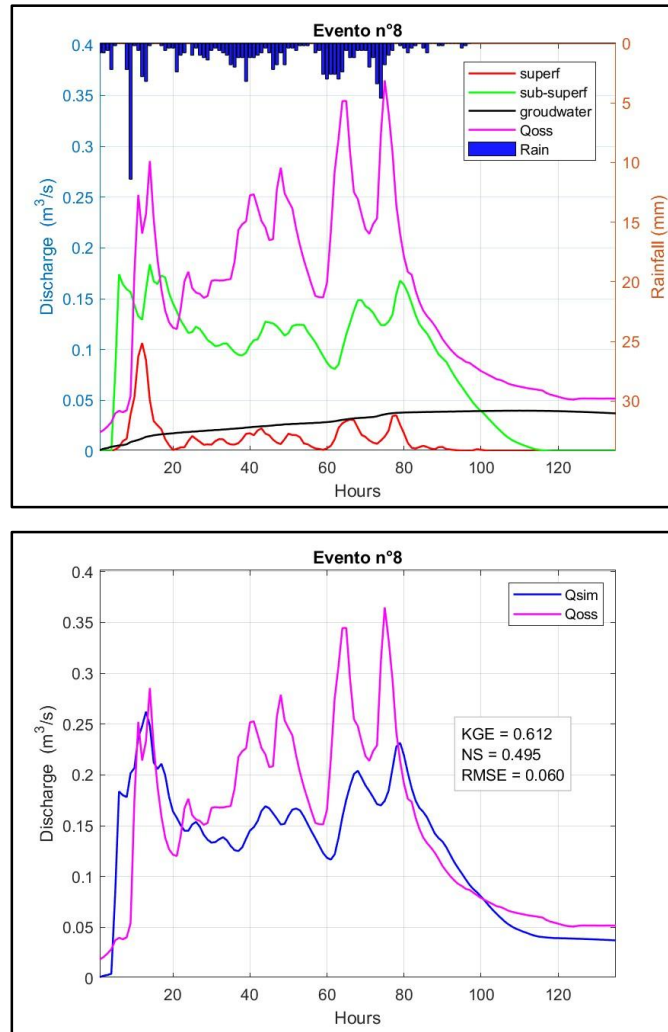 Evento n°8
0.4
0.35
0.3
0.25
0.2
0.15
0.1
0.05
0
Discharge (m³/s)
0
5
10
15
20
25
30
Rainfall (mm)
superf
sub-superf
groudwater
Qoss
Rain
20
40
60
80
100
120
Hours
Evento n°8
0.4
0.35
0.3
0.25
0.2
0.15
0.1
0.05
0
Discharge (m³/s)
Qsim
Qoss
KGE = 0.612
NS = 0.495
RMSE = 0.060
20
40
60
80
100
120
Hours